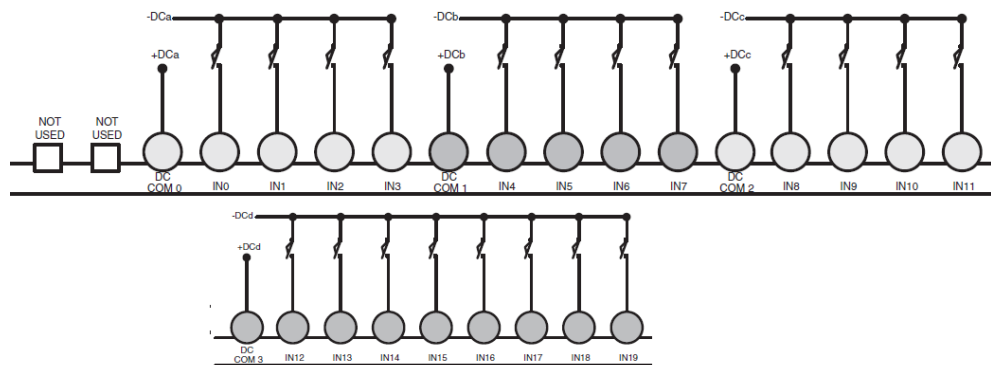 -DCa
-DCb
-DCc
+DCa
+DCb
+DCc
NOT
USED
NOT
USED
DC
COM 0
IN0
IN1
IN2
IN3
DC
COM 1
IN4
IN5
IN6
IN7
DC
COM 2
IN8
IN9
IN10
IN11
-DCd
+DCd
DC
COM 3
IN12
IN13
IN14
IN15
IN16
IN17
IN18
IN19